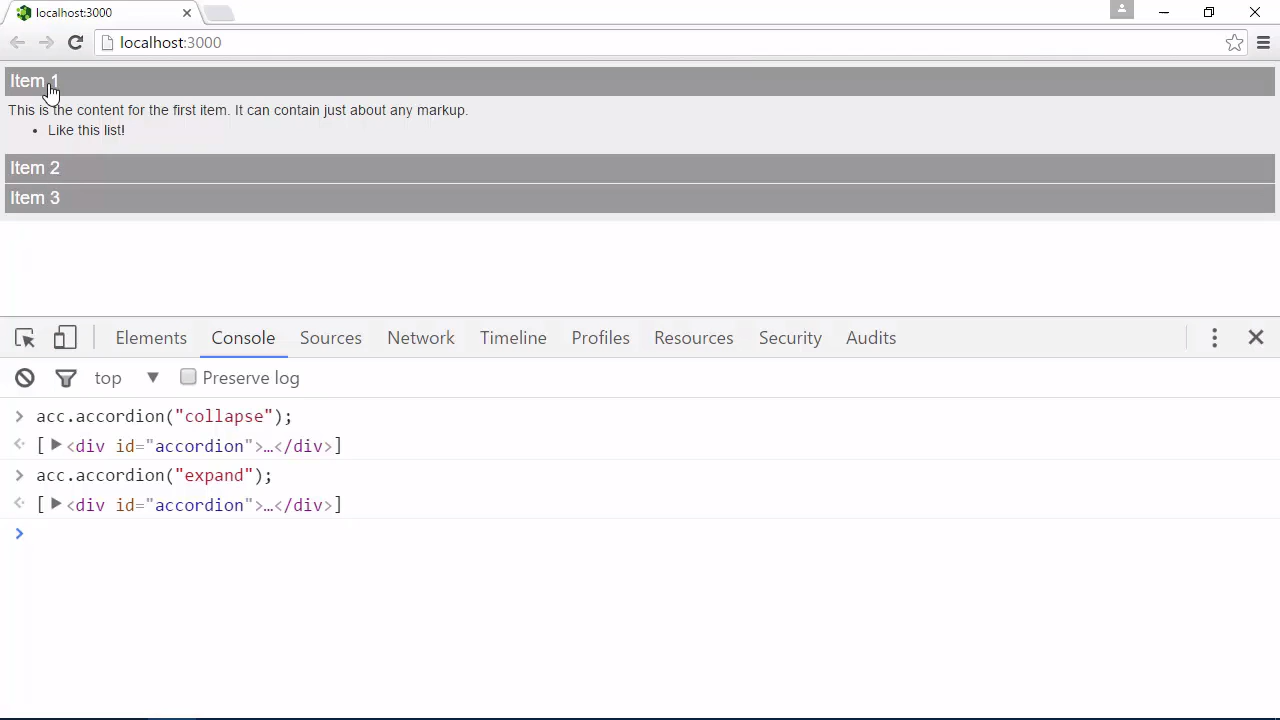 localhost:3000
localhost:3000
Item 1
This is the content for the first item. It can contain just about any markup.
• Like this list!
Item 2
Item 3
Elements Console Sources Network Timeline Profiles Resources Security Audits
top Preserve log
acc.accordion("collapse");
[<div id="accordion">…</div>]
acc.accordion("expand");
[<div id="accordion">…</div>]